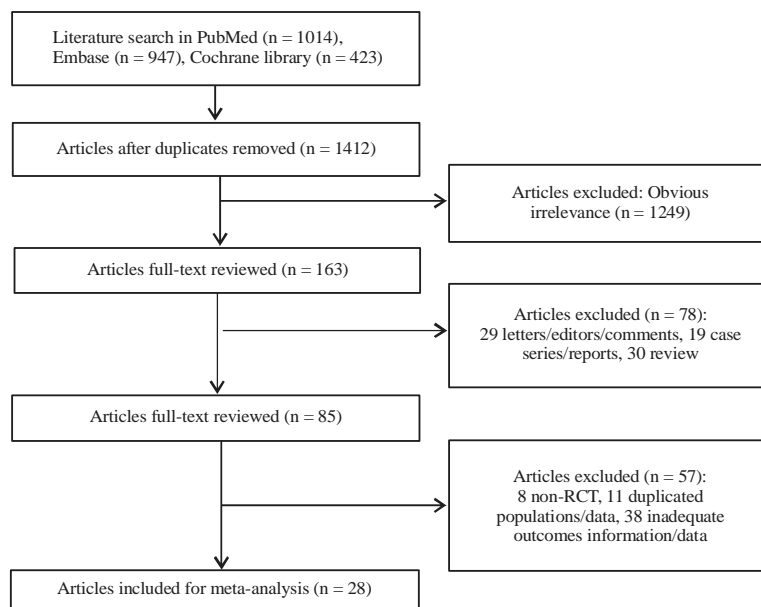 Literature search in PubMed (n = 1014),
Embase (n = 947), Cochrane library (n = 423)
Articles after duplicates removed (n = 1412)
Articles excluded: Obvious
irrelevance (n = 1249)
Articles full-text reviewed (n = 163)
Articles excluded (n = 78):
29 letters/editors/comments, 19 case
series/reports, 30 review
Articles full-text reviewed (n = 85)
Articles excluded (n = 57):
8 non-RCT, 11 duplicated
populations/data, 38 inadequate
outcomes information/data
Articles included for meta-analysis (n = 28)